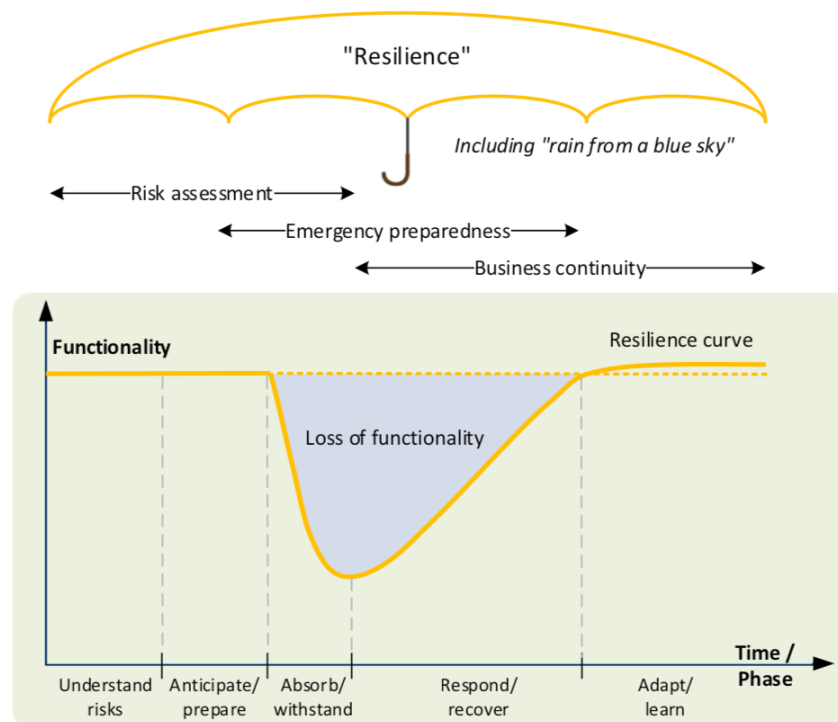 "Resilience"
Including "rain from a blue sky"
Risk assessment
Emergency preparedness
Business continuity
Functionality
Resilience curve
Loss of functionality
Time /
Phase
Understand
risks
Anticipate/
prepare
Absorb/
withstand
Respond/
recover
Adapt/
learn